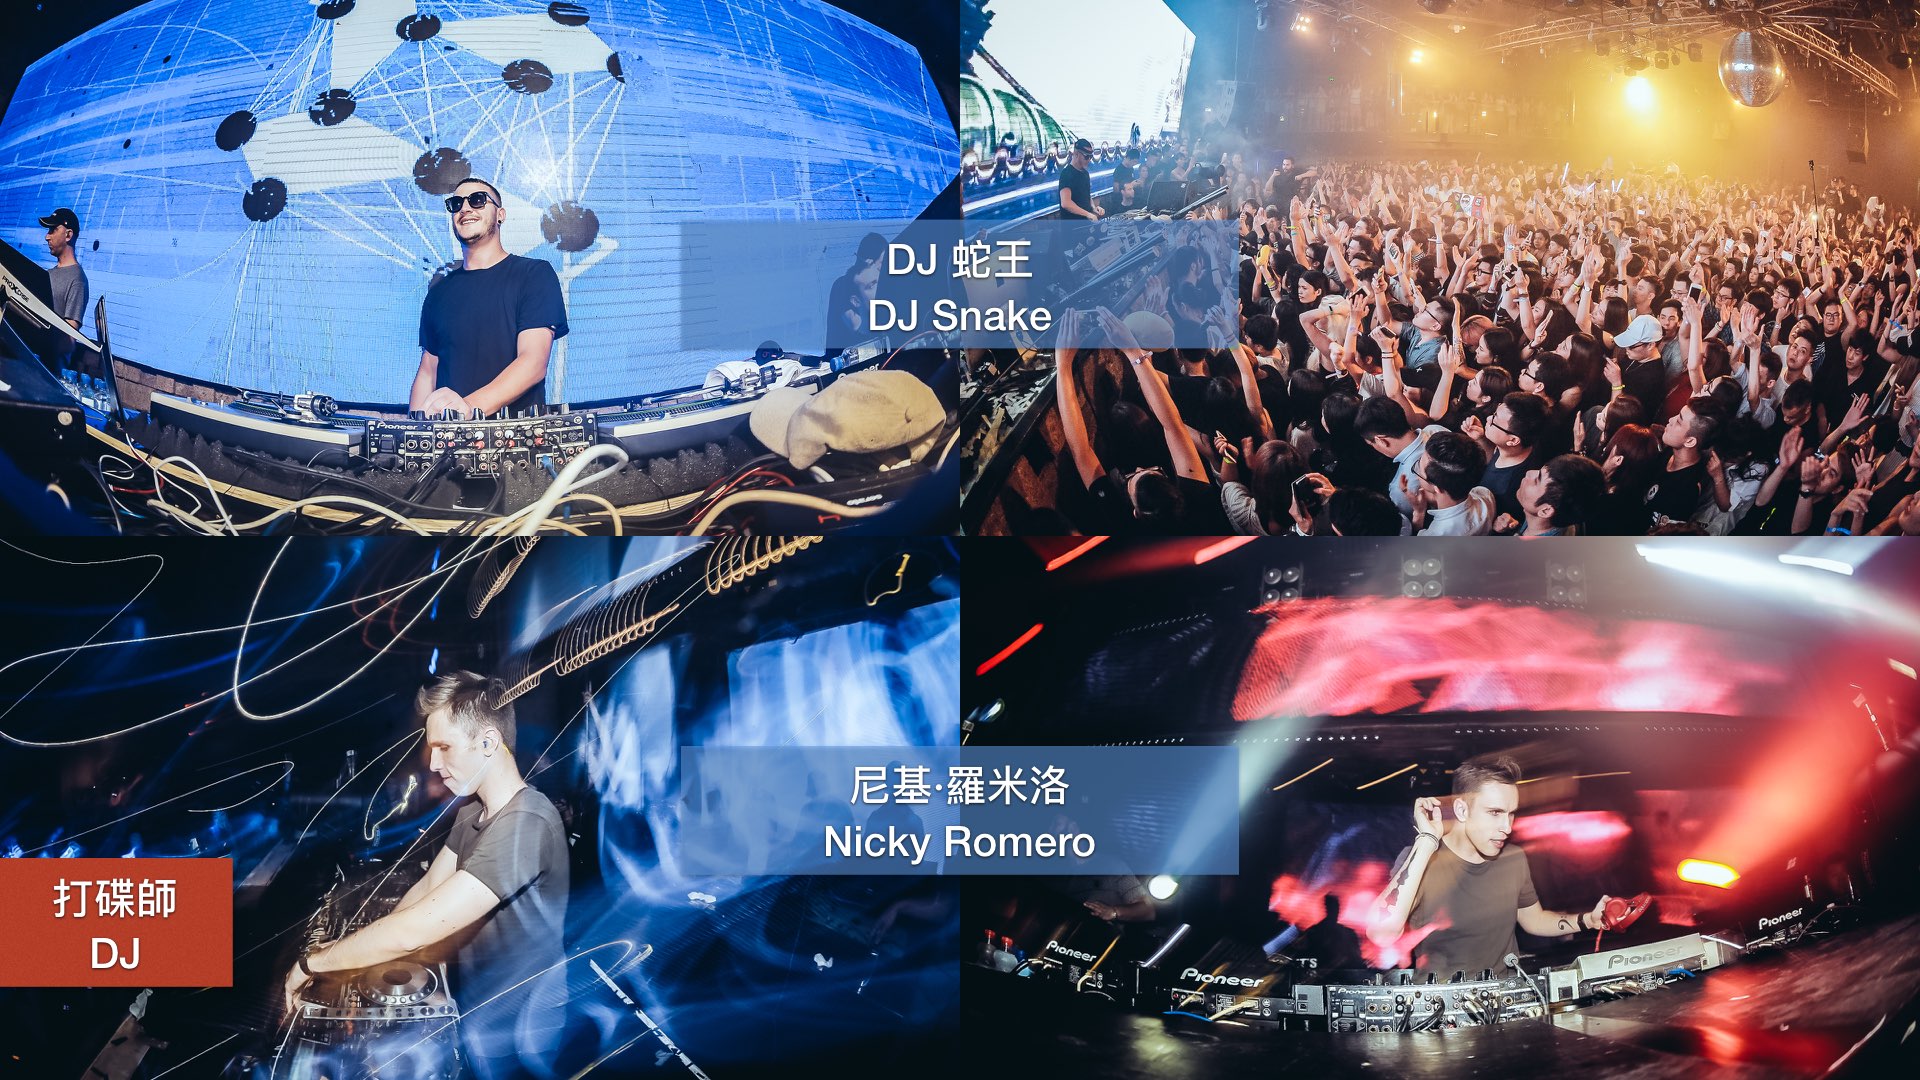 DJ 蛇王
DJ Snake
Pioneer
尼基·羅米洛
Nicky Romero
打碟師
DJ
Pioneer
Pioneer
Pioneer
Pioneer
Pioneer